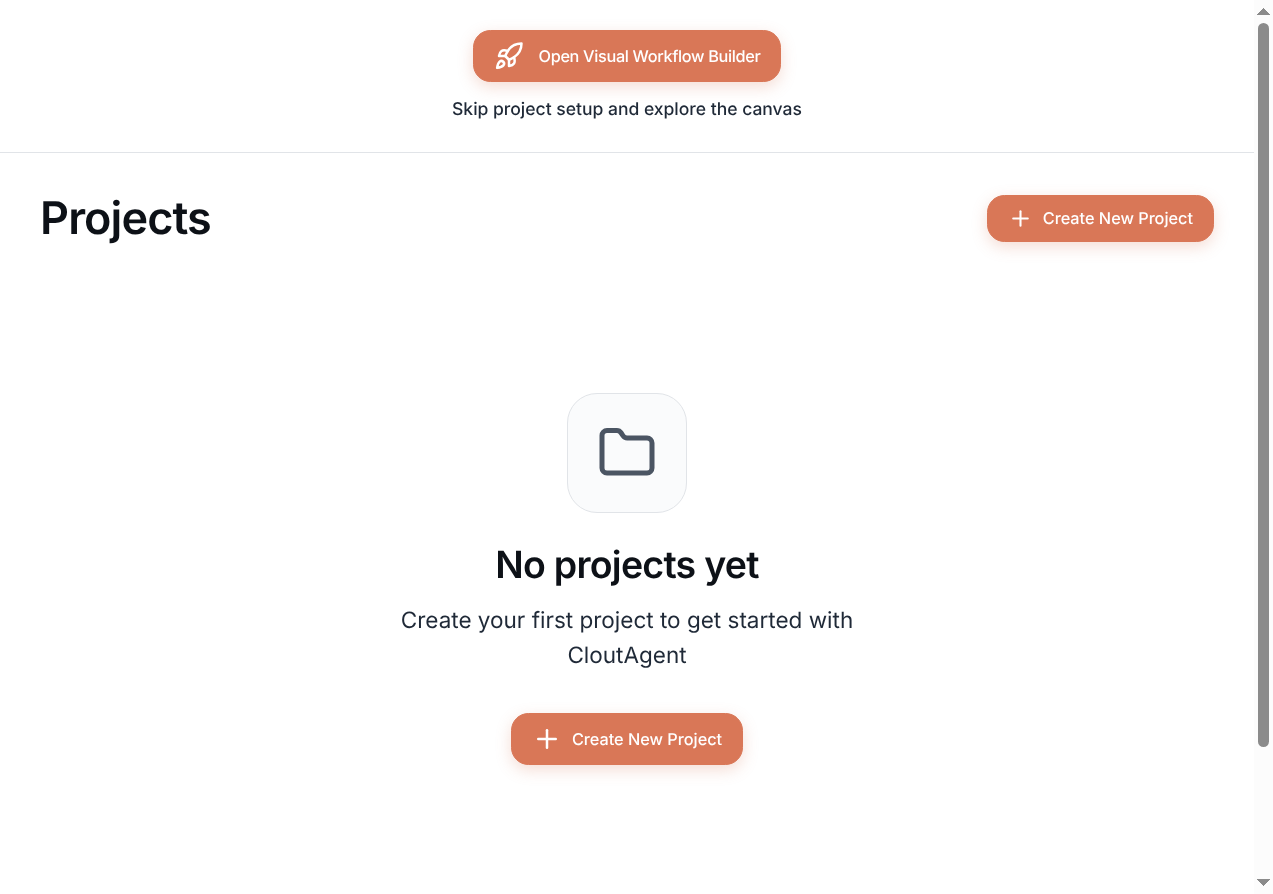 Open Visual Workflow Builder
Skip project setup and explore the canvas
Projects
Create New Project
No projects yet
Create your first project to get started with
CloutAgent
Create New Project